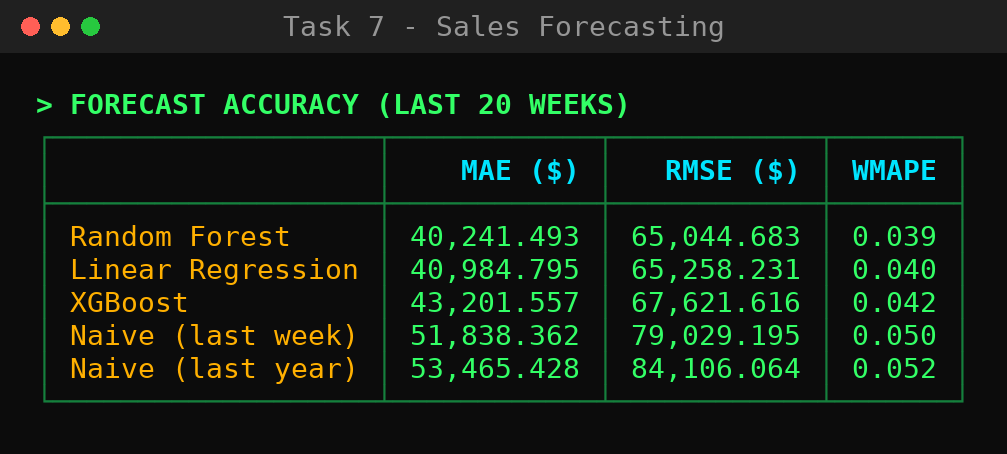 Task 7 - Sales Forecasting
> FORECAST ACCURACY (LAST 20 WEEKS)
MAE ($) RMSE ($) WMAPE
Random Forest 40,241.493 65,044.683 0.039
Linear Regression 40,984.795 65,258.231 0.040
XGBoost 43,201.557 67,621.616 0.042
Naive (last week) 51,838.362 79,029.195 0.050
Naive (last year) 53,465.428 84,106.064 0.052